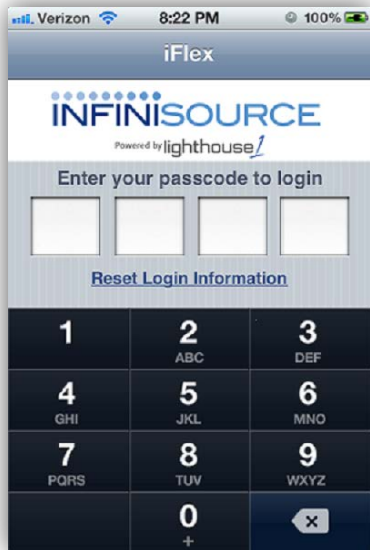 Verizon 8:22 PM 100%
iFlex
INFINISOURCE
Powered by lighthouse1
Enter your passcode to login
Reset Login Information
1 2 3
ABC DEF
4 5 6
GHI JKL MNO
7 8 9
PQRS TUV WXYZ
0
+